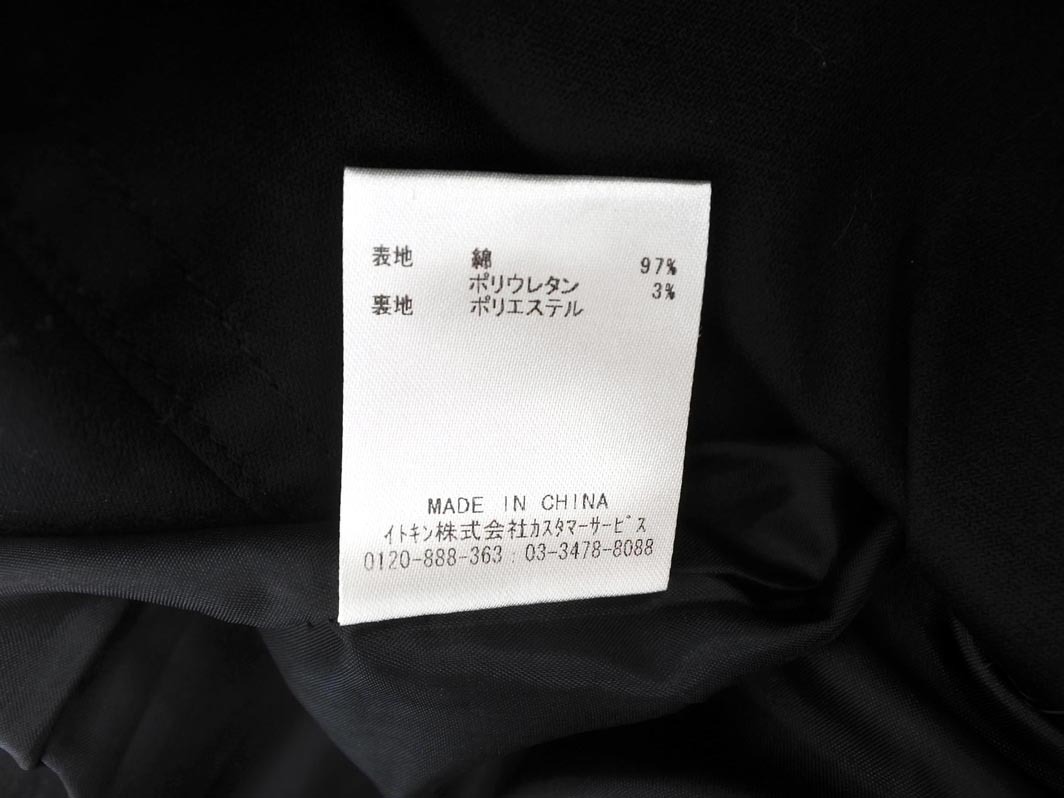 表地 綿 97%
ポリウレタン 3%
裏地 ポリエステル
MADE IN CHINA
イトキン株式会社ｶｽﾀﾏｰｻｰﾋﾞｽ
0120-888-363 : 03-3478-8088